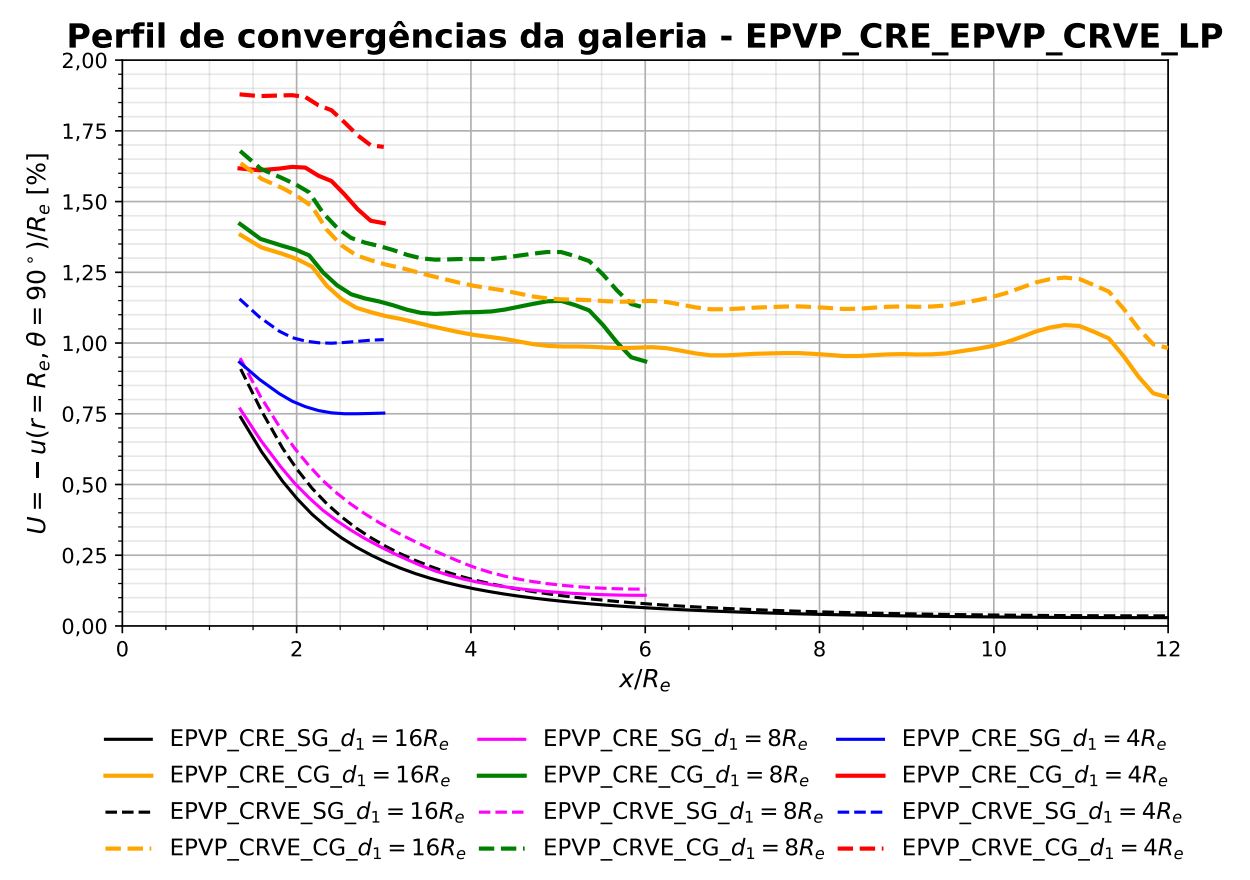 Perfil de convergências da galeria - EPVP_CRE_EPVP_CRVE_LP
U = − u(r = Rₑ, θ = 90°)/Rₑ [%]
2,00
1,75
1,50
1,25
1,00
0,75
0,50
0,25
0,00
0 2 4 6 8 10 12
x/Rₑ
EPVP_CRE_SG_d₁ = 16Rₑ EPVP_CRE_SG_d₁ = 8Rₑ EPVP_CRE_SG_d₁ = 4Rₑ
EPVP_CRE_CG_d₁ = 16Rₑ EPVP_CRE_CG_d₁ = 8Rₑ EPVP_CRE_CG_d₁ = 4Rₑ
EPVP_CRVE_SG_d₁ = 16Rₑ EPVP_CRVE_SG_d₁ = 8Rₑ EPVP_CRVE_SG_d₁ = 4Rₑ
EPVP_CRVE_CG_d₁ = 16Rₑ EPVP_CRVE_CG_d₁ = 8Rₑ EPVP_CRVE_CG_d₁ = 4Rₑ